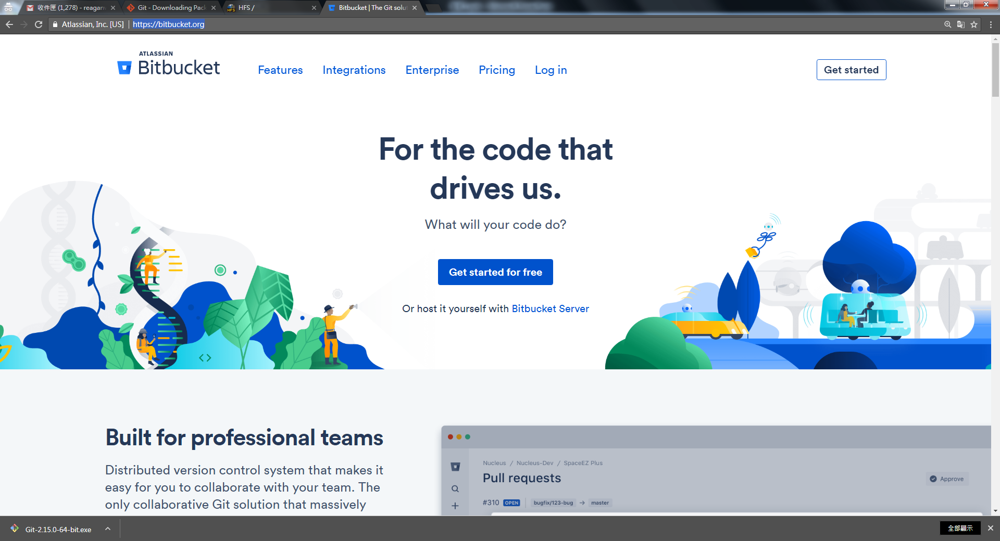 收件匣 (1,278) - reagan
Git - Downloading Pac
HFS /
Bitbucket | The Git solut
Atlassian, Inc. [US] | https://bitbucket.org
ATLASSIAN
Bitbucket
Features
Integrations
Enterprise
Pricing
Log in
Get started
For the code that
drives us.
What will your code do?
Get started for free
Or host it yourself with Bitbucket Server
Built for professional teams
Distributed version control system that makes it
easy for you to collaborate with your team. The
only collaborative Git solution that massively
Nucleus / Nucleus-Dev / SpaceEZ Plus
Pull requests
Approve
#310 OPEN bugfix/123-bug → master
Git-2.15.0-64-bit.exe
全部顯示